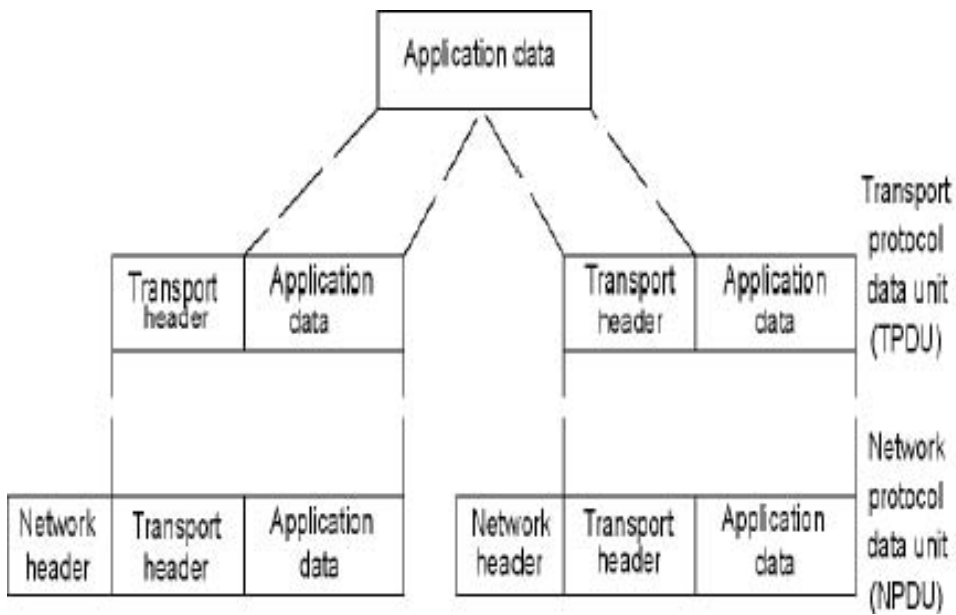 Application data
Transport
header
Application
data
Transport
header
Application
data
Transport
protocol
data unit
(TPDU)
Network
header
Transport
header
Application
data
Network
header
Transport
header
Application
data
Network
protocol
data unit
(NPDU)